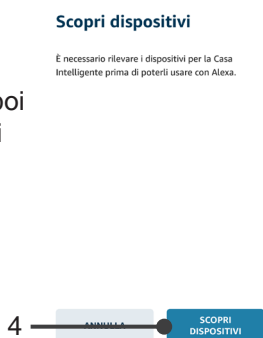 Scopri dispositivi
È necessario rilevare i dispositivi per la Casa
Intelligente prima di poterli usare con Alexa.
poi
i
4
ANNULLA
SCOPRI
DISPOSITIVI